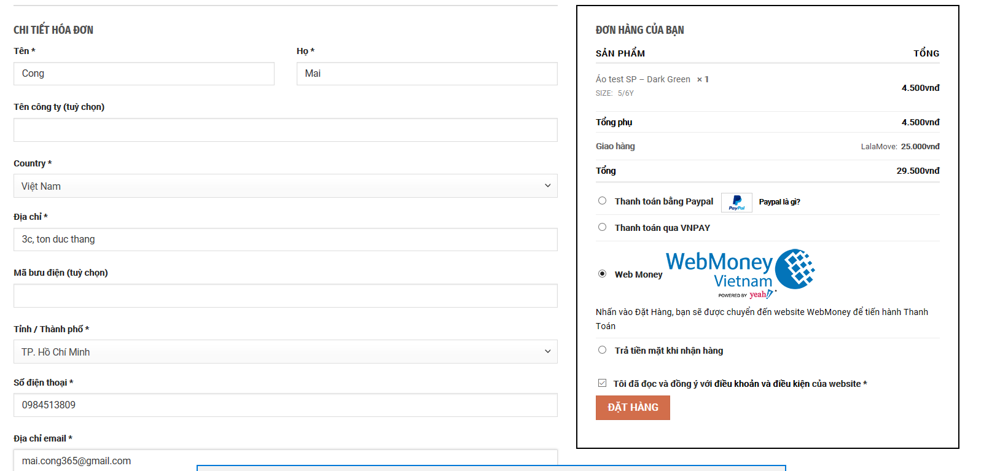 CHI TIẾT HÓA ĐƠN
Tên *
Họ *
Cong
Mai
Tên công ty (tuỳ chọn)
Country *
Việt Nam
Địa chỉ *
3c, ton duc thang
Mã bưu điện (tuỳ chọn)
Tỉnh / Thành phố *
TP. Hồ Chí Minh
Số điện thoại *
0984513809
Địa chỉ email *
mai.cong365@gmail.com
ĐƠN HÀNG CỦA BẠN
SẢN PHẨM TỔNG
Áo test SP – Dark Green × 1
SIZE: 5/6Y
4.500vnđ
Tổng phụ 4.500vnđ
Giao hàng LalaMove: 25.000vnđ
Tổng 29.500vnđ
Thanh toán bằng Paypal PayPal Paypal là gì?
Thanh toán qua VNPAY
Web Money WebMoney
Vietnam
POWERED BY yeah1
Nhấn vào Đặt Hàng, bạn sẽ được chuyển đến website WebMoney để tiến hành Thanh
Toán
Trả tiền mặt khi nhận hàng
Tôi đã đọc và đồng ý với điều khoản và điều kiện của website *
ĐẶT HÀNG